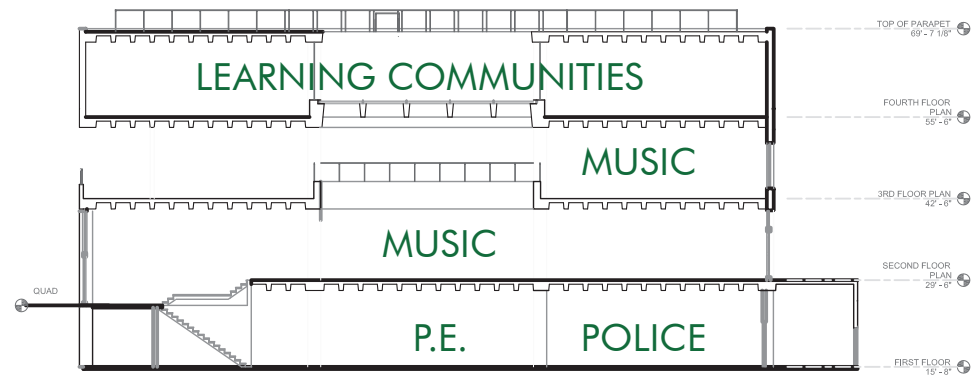 TOP OF PARAPET
69' - 7 1/8"
LEARNING COMMUNITIES
FOURTH FLOOR
PLAN
55' - 6"
MUSIC
3RD FLOOR PLAN
42' - 6"
MUSIC
SECOND FLOOR
PLAN
29' - 6"
QUAD
P.E.
POLICE
FIRST FLOOR
15' - 8"